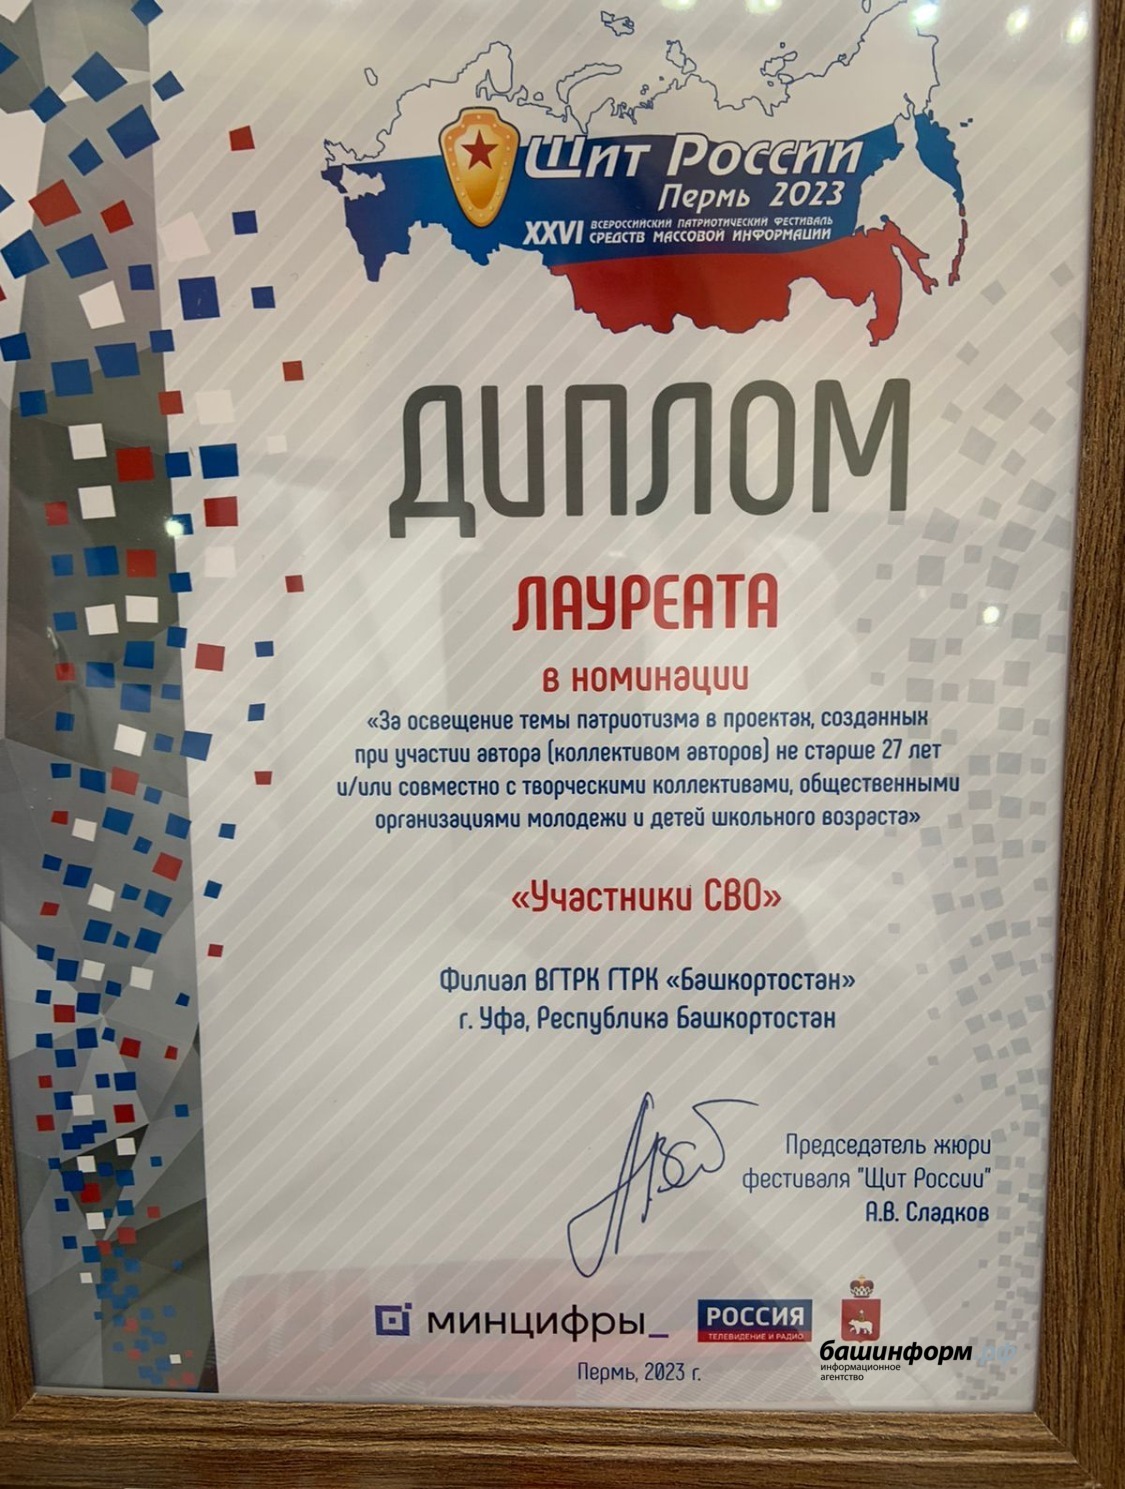 Щит России
Пермь 2023
XXVI ВСЕРОССИЙСКИЙ ПАТРИОТИЧЕСКИЙ ФЕСТИВАЛЬ
СРЕДСТВ МАССОВОЙ ИНФОРМАЦИИ
ДИПЛОМ
ЛАУРЕАТА
в номинации
«За освещение темы патриотизма в проектах, созданных
при участии автора (коллективом авторов) не старше 27 лет
и/или совместно с творческими коллективами, общественными
организациями молодежи и детей школьного возраста»
«Участники СВО»
Филиал ВГТРК ГТРК «Башкортостан»
г. Уфа, Республика Башкортостан
Председатель жюри
фестиваля "Щит России"
А.В. Сладков
минцифры_
РОССИЯ
ТЕЛЕВИДЕНИЕ И РАДИО
башинформ.рф
информационное
агентство
Пермь, 2023 г.